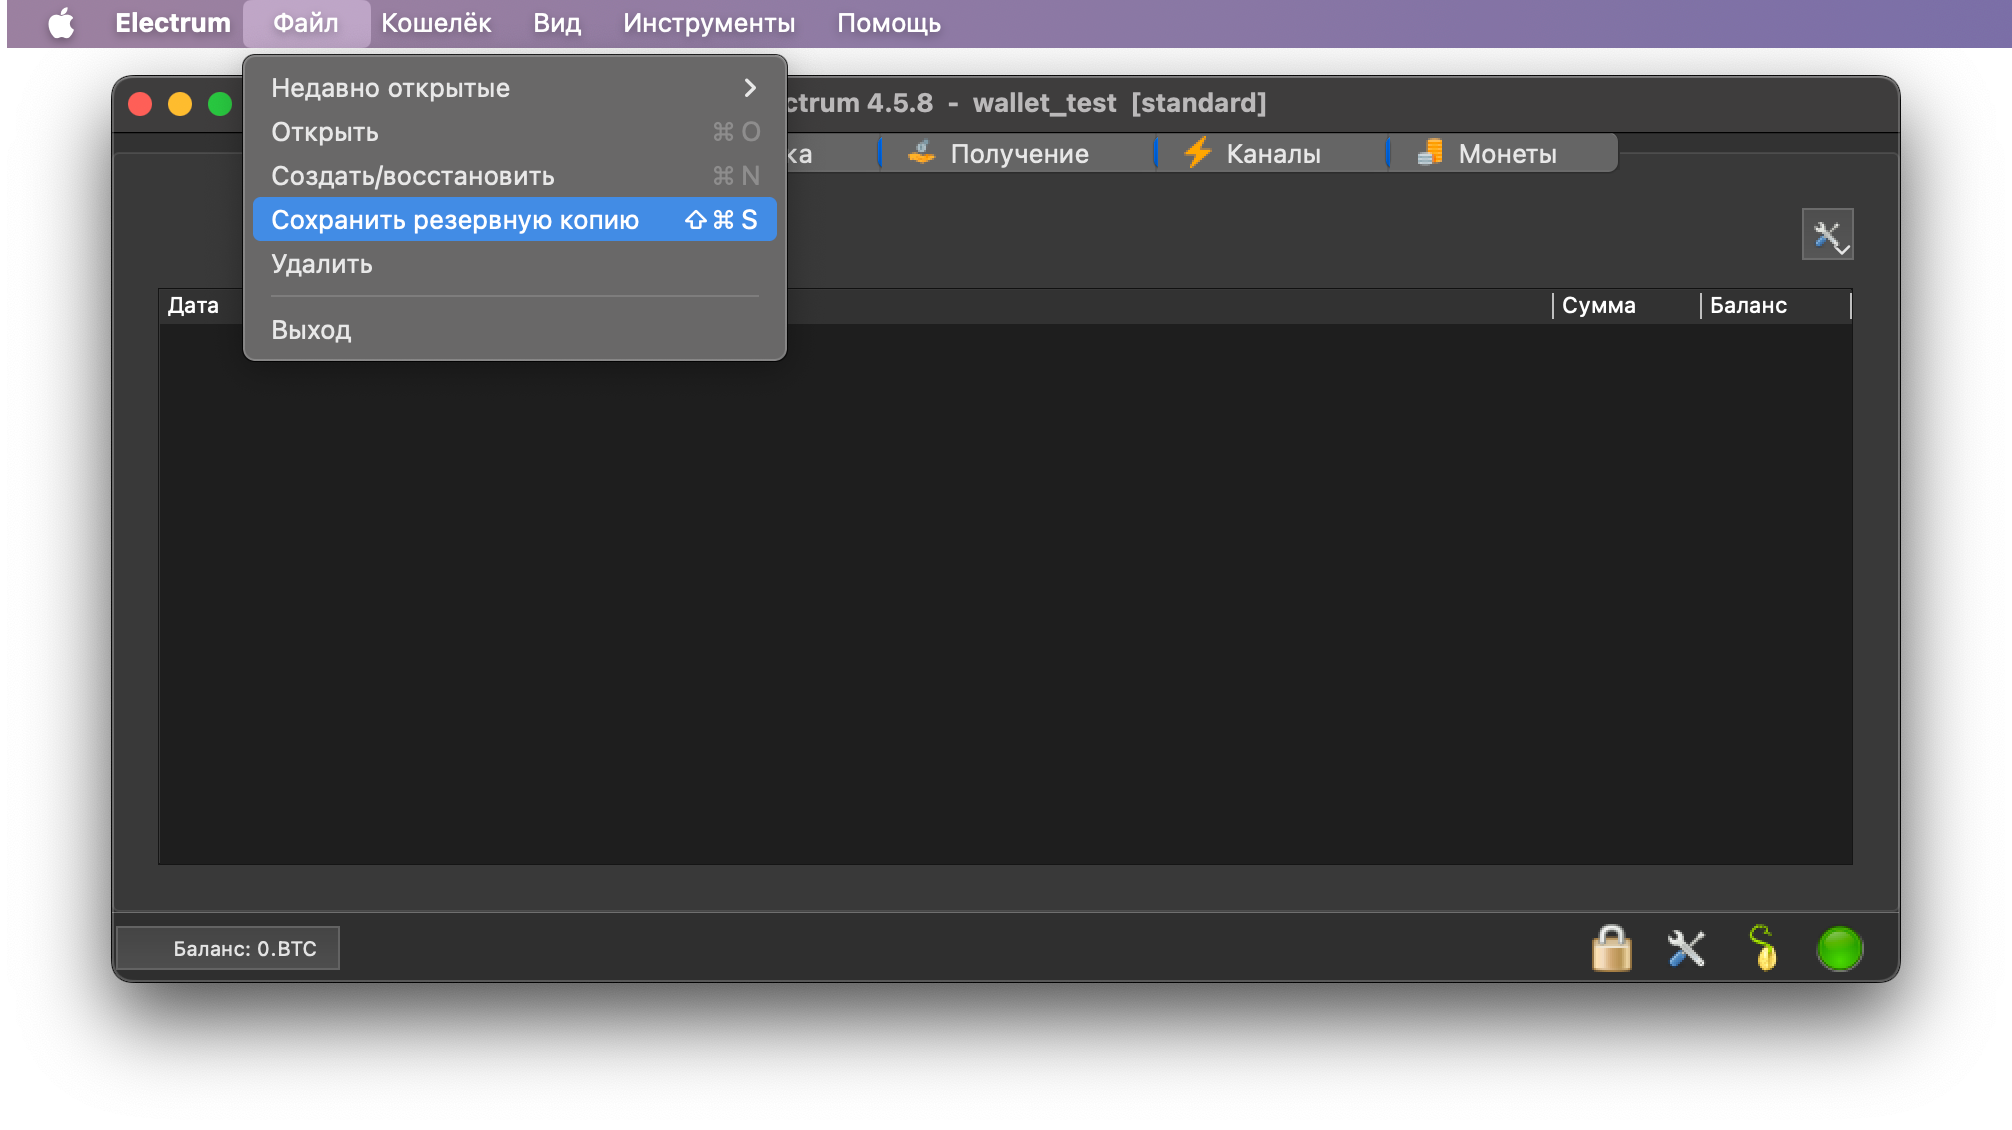 Electrum Файл Кошелёк Вид Инструменты Помощь
ctrum 4.5.8 - wallet_test [standard]
Недавно открытые
Открыть ⌘ O
Создать/восстановить ⌘ N
Сохранить резервную копию ⇧ ⌘ S
Удалить
Выход
ка Получение Каналы Монеты
Дата Сумма Баланс
Баланс: 0.BTC